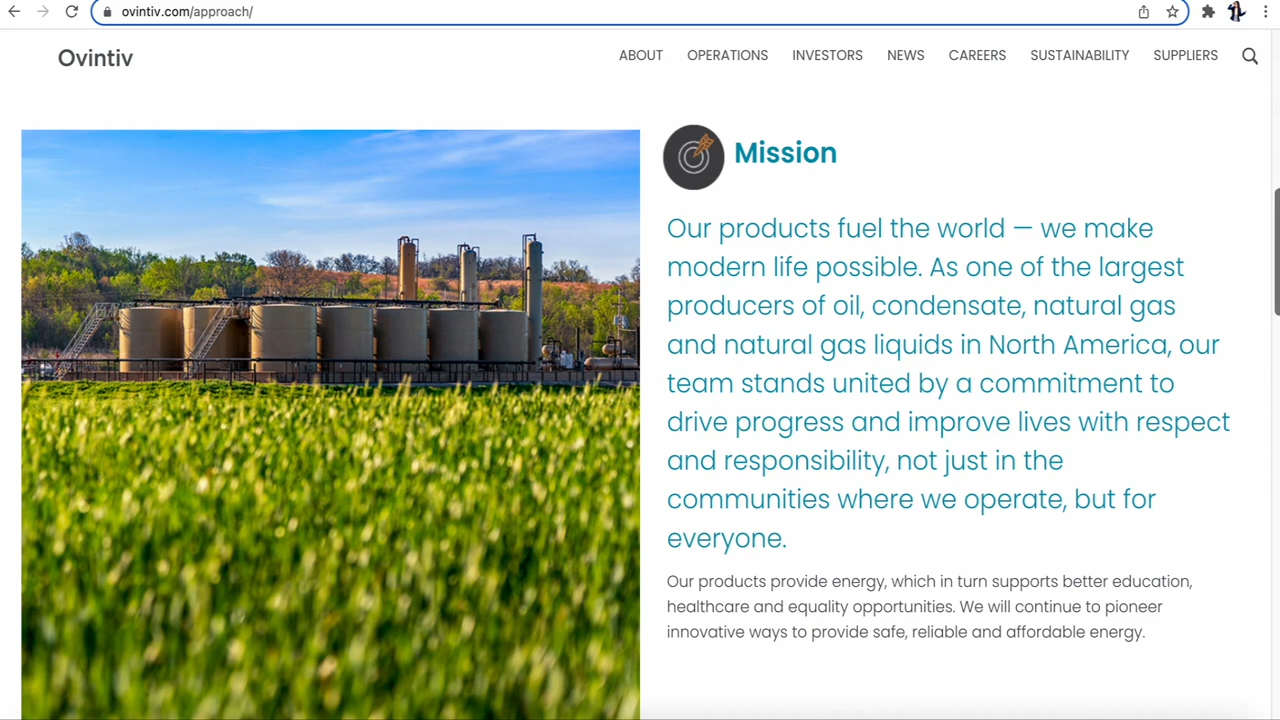 ovintiv.com/approach/
Ovintiv
ABOUT OPERATIONS INVESTORS NEWS CAREERS SUSTAINABILITY SUPPLIERS
Mission
Our products fuel the world — we make
modern life possible. As one of the largest
producers of oil, condensate, natural gas
and natural gas liquids in North America, our
team stands united by a commitment to
drive progress and improve lives with respect
and responsibility, not just in the
communities where we operate, but for
everyone.
Our products provide energy, which in turn supports better education,
healthcare and equality opportunities. We will continue to pioneer
innovative ways to provide safe, reliable and affordable energy.